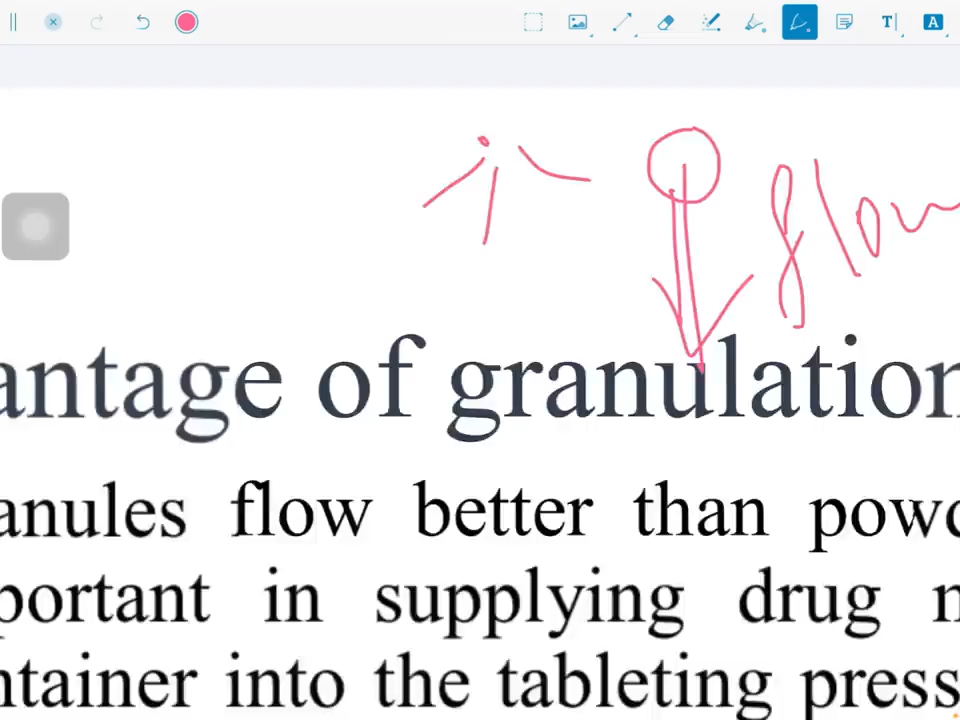 flow
antage of granulation
anules flow better than powd
portant in supplying drug m
ntainer into the tableting press